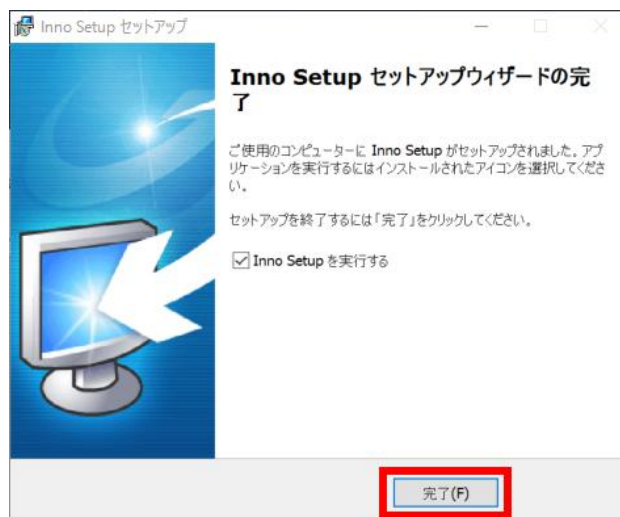 Inno Setup セットアップ
Inno Setup セットアップウィザードの完
了
ご使用のコンピューターに Inno Setup がセットアップされました。アプ
リケーションを実行するにはインストールされたアイコンを選択してくださ
い。
セットアップを終了するには「完了」をクリックしてください。
Inno Setup を実行する
完了(F)